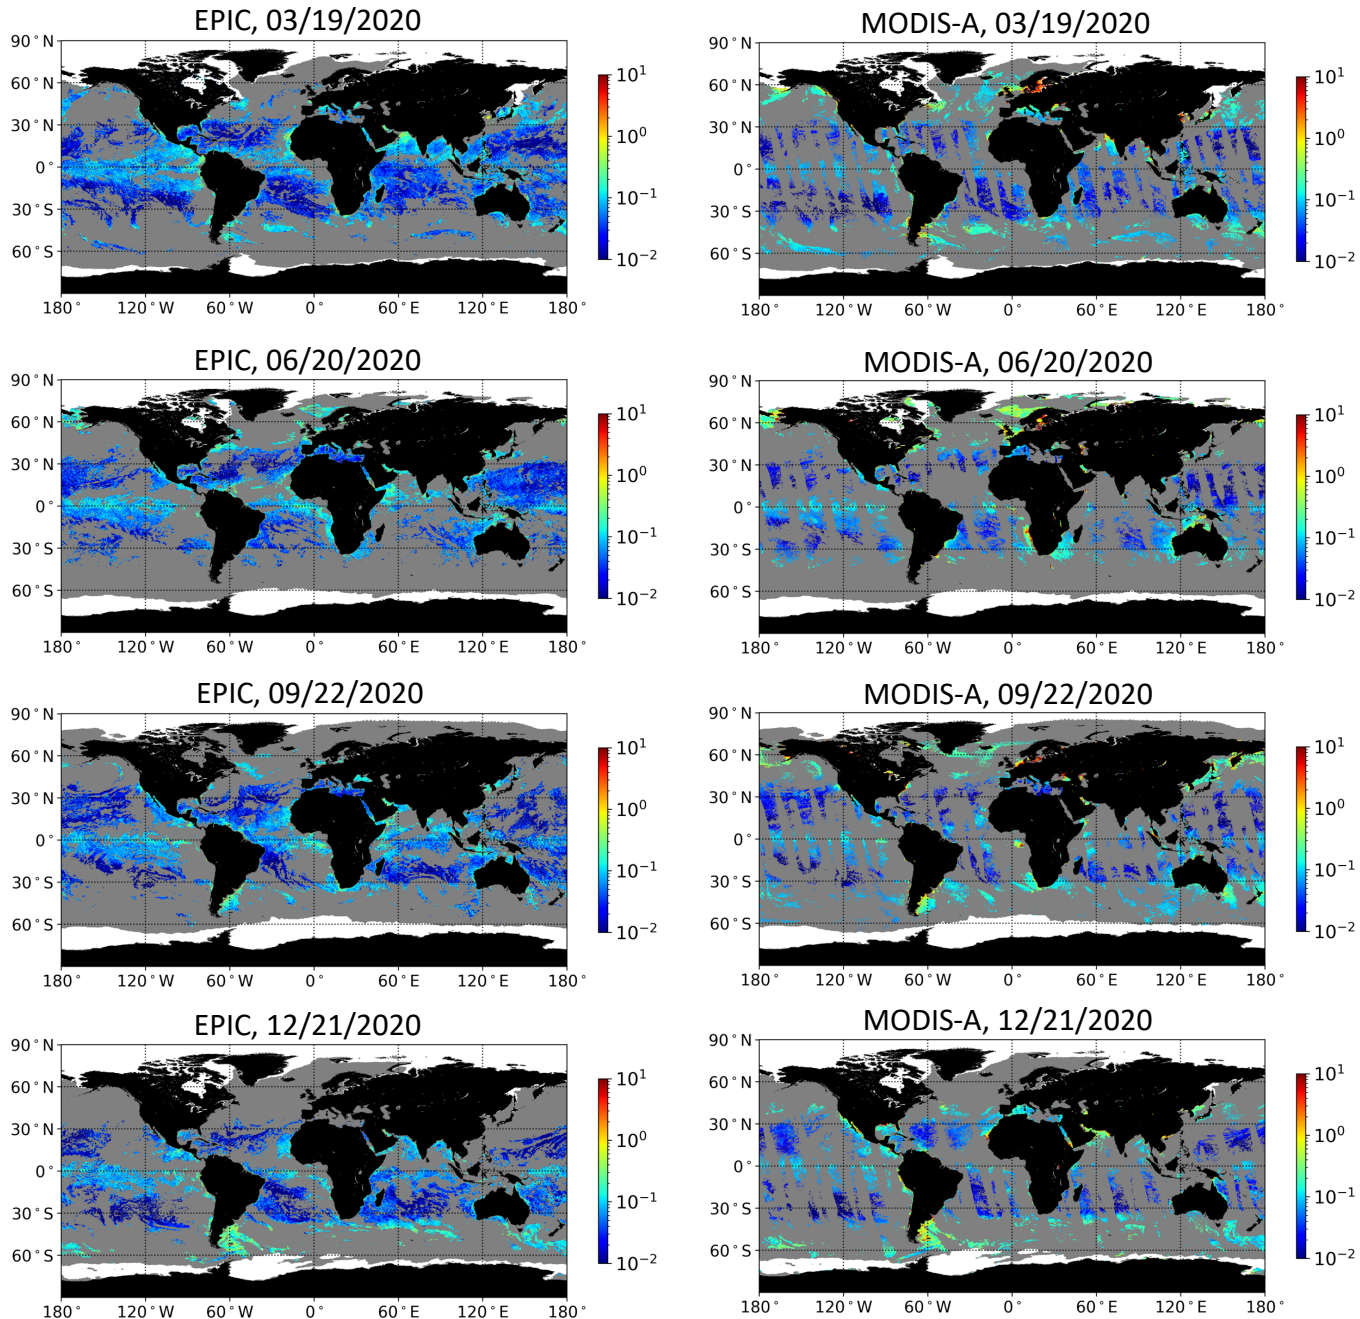 EPIC, 03/19/2020
90°N
60°N
30°N
0°
30°S
60°S
180° 120°W 60°W 0° 60°E 120°E 180°
10¹
10⁰
10⁻¹
10⁻²
MODIS-A, 03/19/2020
90°N
60°N
30°N
0°
30°S
60°S
180° 120°W 60°W 0° 60°E 120°E 180°
10¹
10⁰
10⁻¹
10⁻²
EPIC, 06/20/2020
90°N
60°N
30°N
0°
30°S
60°S
180° 120°W 60°W 0° 60°E 120°E 180°
10¹
10⁰
10⁻¹
10⁻²
MODIS-A, 06/20/2020
90°N
60°N
30°N
0°
30°S
60°S
180° 120°W 60°W 0° 60°E 120°E 180°
10¹
10⁰
10⁻¹
10⁻²
EPIC, 09/22/2020
90°N
60°N
30°N
0°
30°S
60°S
180° 120°W 60°W 0° 60°E 120°E 180°
10¹
10⁰
10⁻¹
10⁻²
MODIS-A, 09/22/2020
90°N
60°N
30°N
0°
30°S
60°S
180° 120°W 60°W 0° 60°E 120°E 180°
10¹
10⁰
10⁻¹
10⁻²
EPIC, 12/21/2020
90°N
60°N
30°N
0°
30°S
60°S
180° 120°W 60°W 0° 60°E 120°E 180°
10¹
10⁰
10⁻¹
10⁻²
MODIS-A, 12/21/2020
90°N
60°N
30°N
0°
30°S
60°S
180° 120°W 60°W 0° 60°E 120°E 180°
10¹
10⁰
10⁻¹
10⁻²